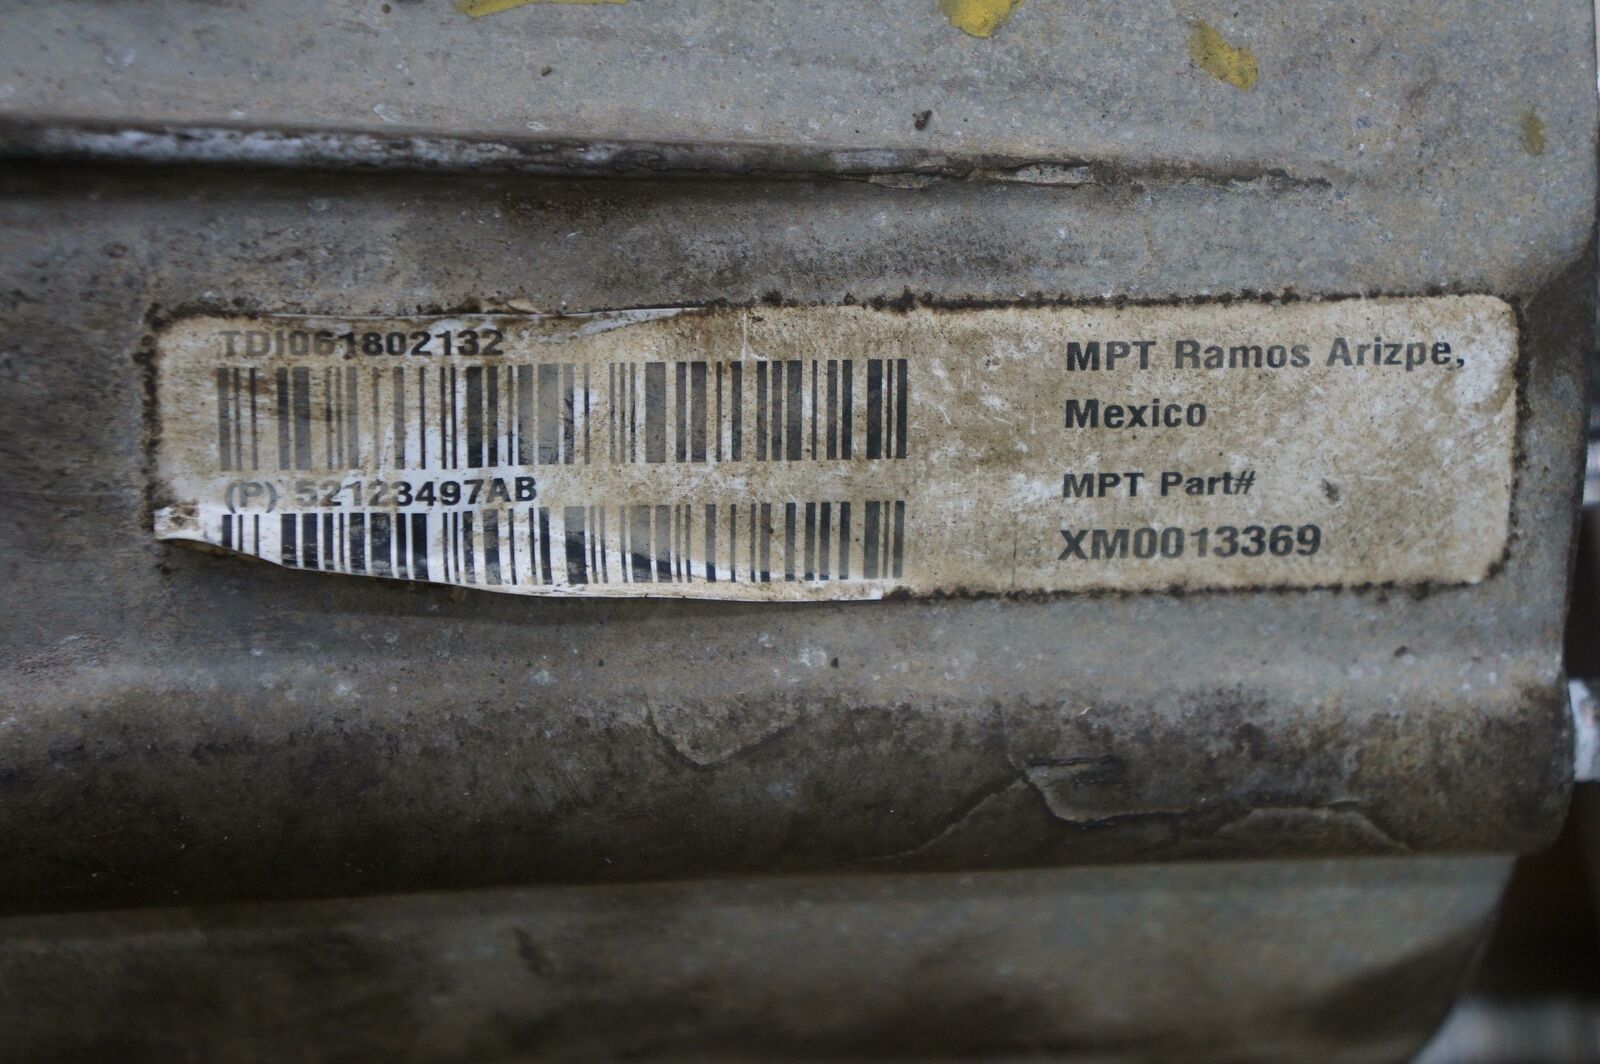 TDI061802132
(P) 52123497AB
MPT Ramos Arizpe,
Mexico
MPT Part#
XM0013369